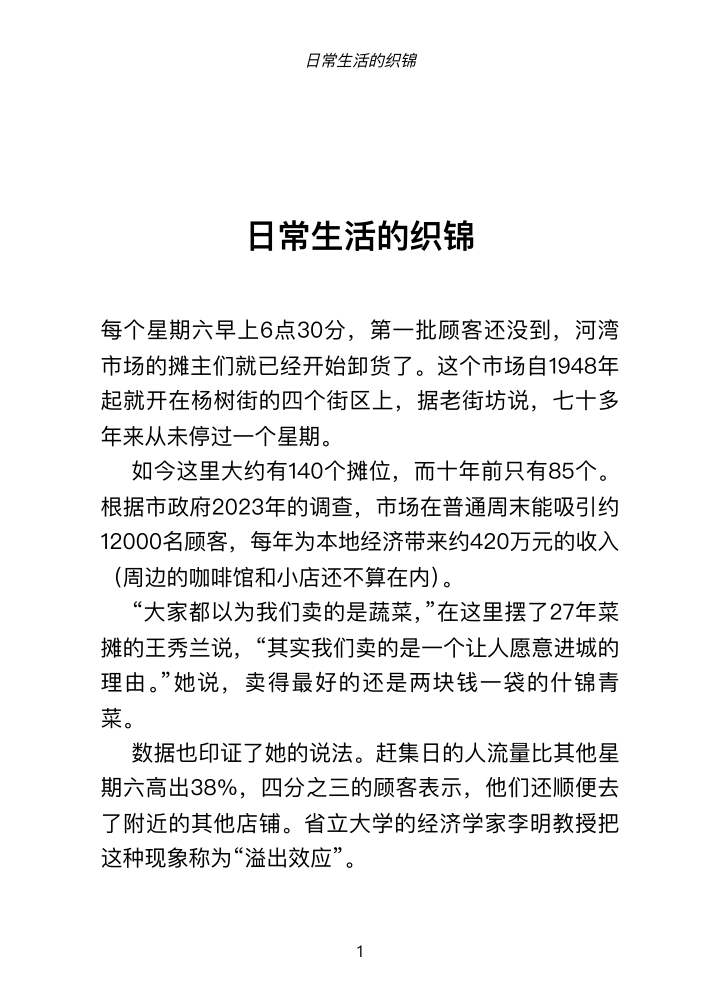 日常生活的织锦
日常生活的织锦
每个星期六早上6点30分，第一批顾客还没到，河湾
市场的摊主们就已经开始卸货了。这个市场自1948年
起就开在杨树街的四个街区上，据老街坊说，七十多
年来从未停过一个星期。
如今这里大约有140个摊位，而十年前只有85个。
根据市政府2023年的调查，市场在普通周末能吸引约
12000名顾客，每年为本地经济带来约420万元的收入
（周边的咖啡馆和小店还不算在内）。
“大家都以为我们卖的是蔬菜，”在这里摆了27年菜
摊的王秀兰说，“其实我们卖的是一个让人愿意进城的
理由。”她说，卖得最好的还是两块钱一袋的什锦青
菜。
数据也印证了她的说法。赶集日的人流量比其他星
期六高出38%，四分之三的顾客表示，他们还顺便去
了附近的其他店铺。省立大学的经济学家李明教授把
这种现象称为“溢出效应”。
1